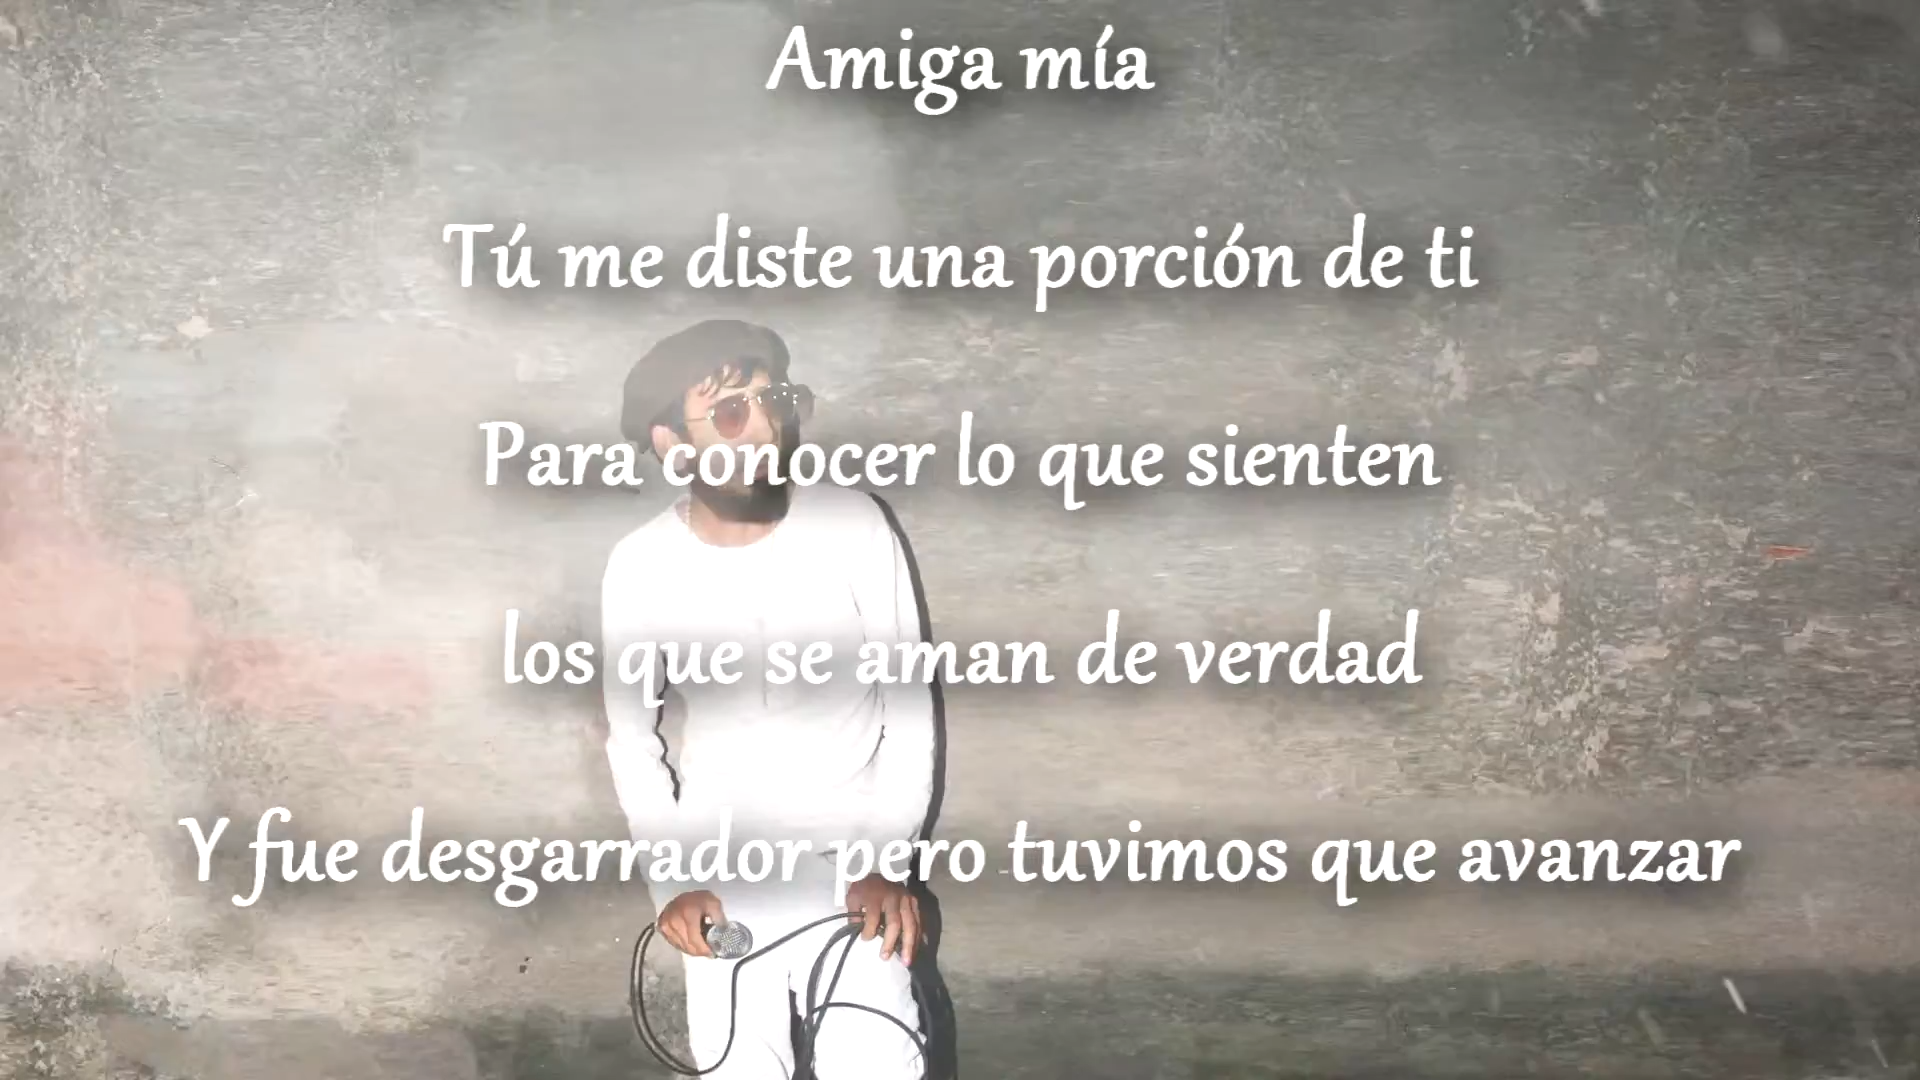 Amiga mía
Tú me diste una porción de ti
Para conocer lo que sienten
los que se aman de verdad
Y fue desgarrador pero tuvimos que avanzar